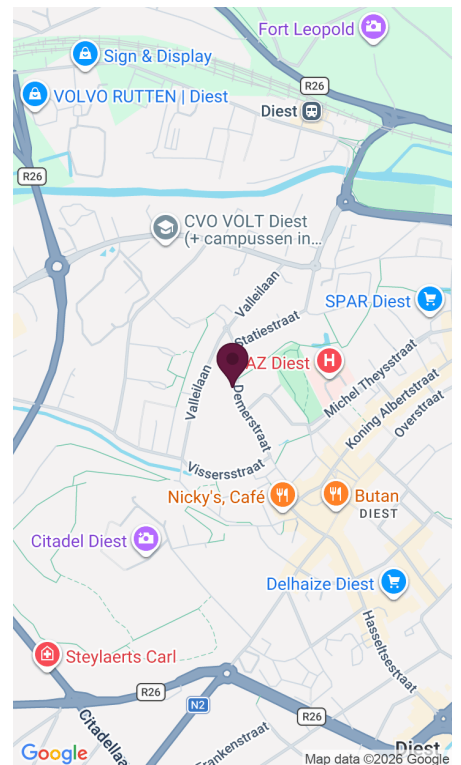 Fort Leopold
Sign & Display
R26
VOLVO RUTTEN | Diest
Diest
R26
R26
CVO VOLT Diest
(+ campussen in...
Valleilaan
SPAR Diest
Statiestraat
AZ Diest
H
Michel Theysstraat
Valleilaan
Demerstraat
Koning Albertstraat
Overstraat
Vissersstraat
Nicky's, Café
Butan
DIEST
Citadel Diest
Delhaize Diest
Hasseltsestraat
Steylaerts Carl
R26
N2
R26
Citadellaa
Frankenstraat
Diest
Google
Map data ©2026 Google